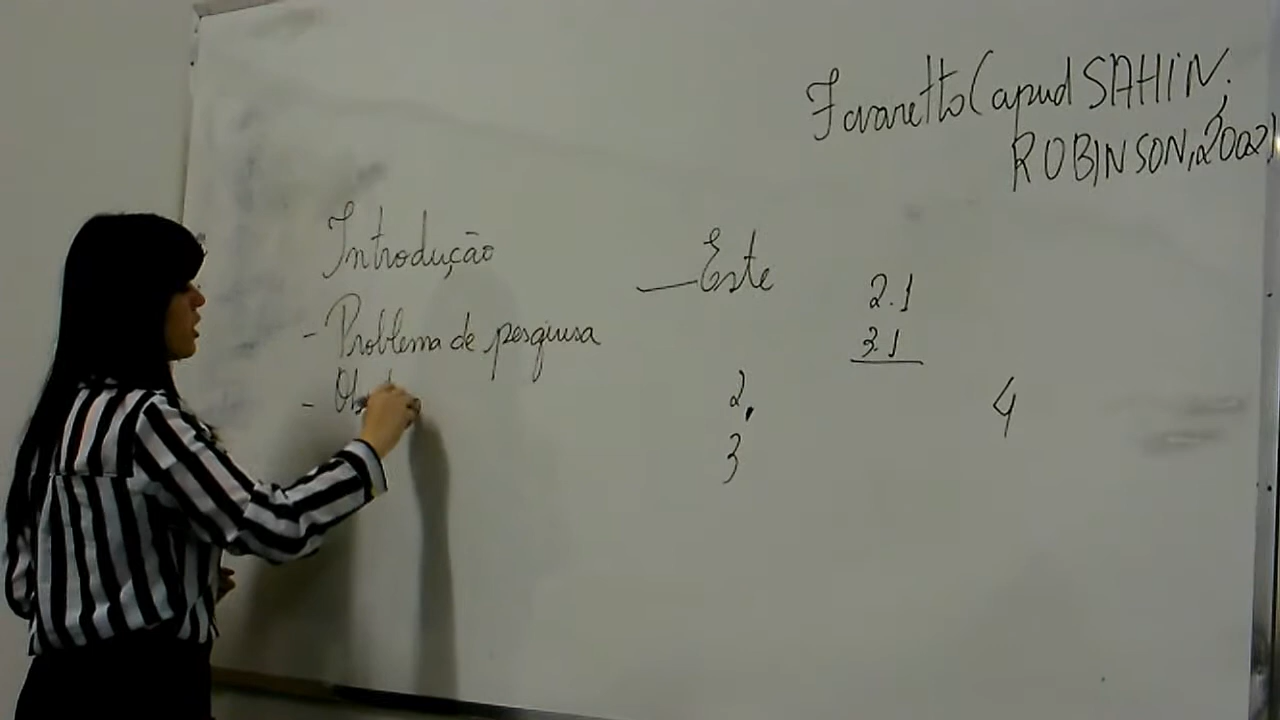 Favaretto (apud SAHIN;
ROBINSON, 2002)
Introdução
- Problema de pesquisa
-
Este
2.1
3.1
2.
3
4